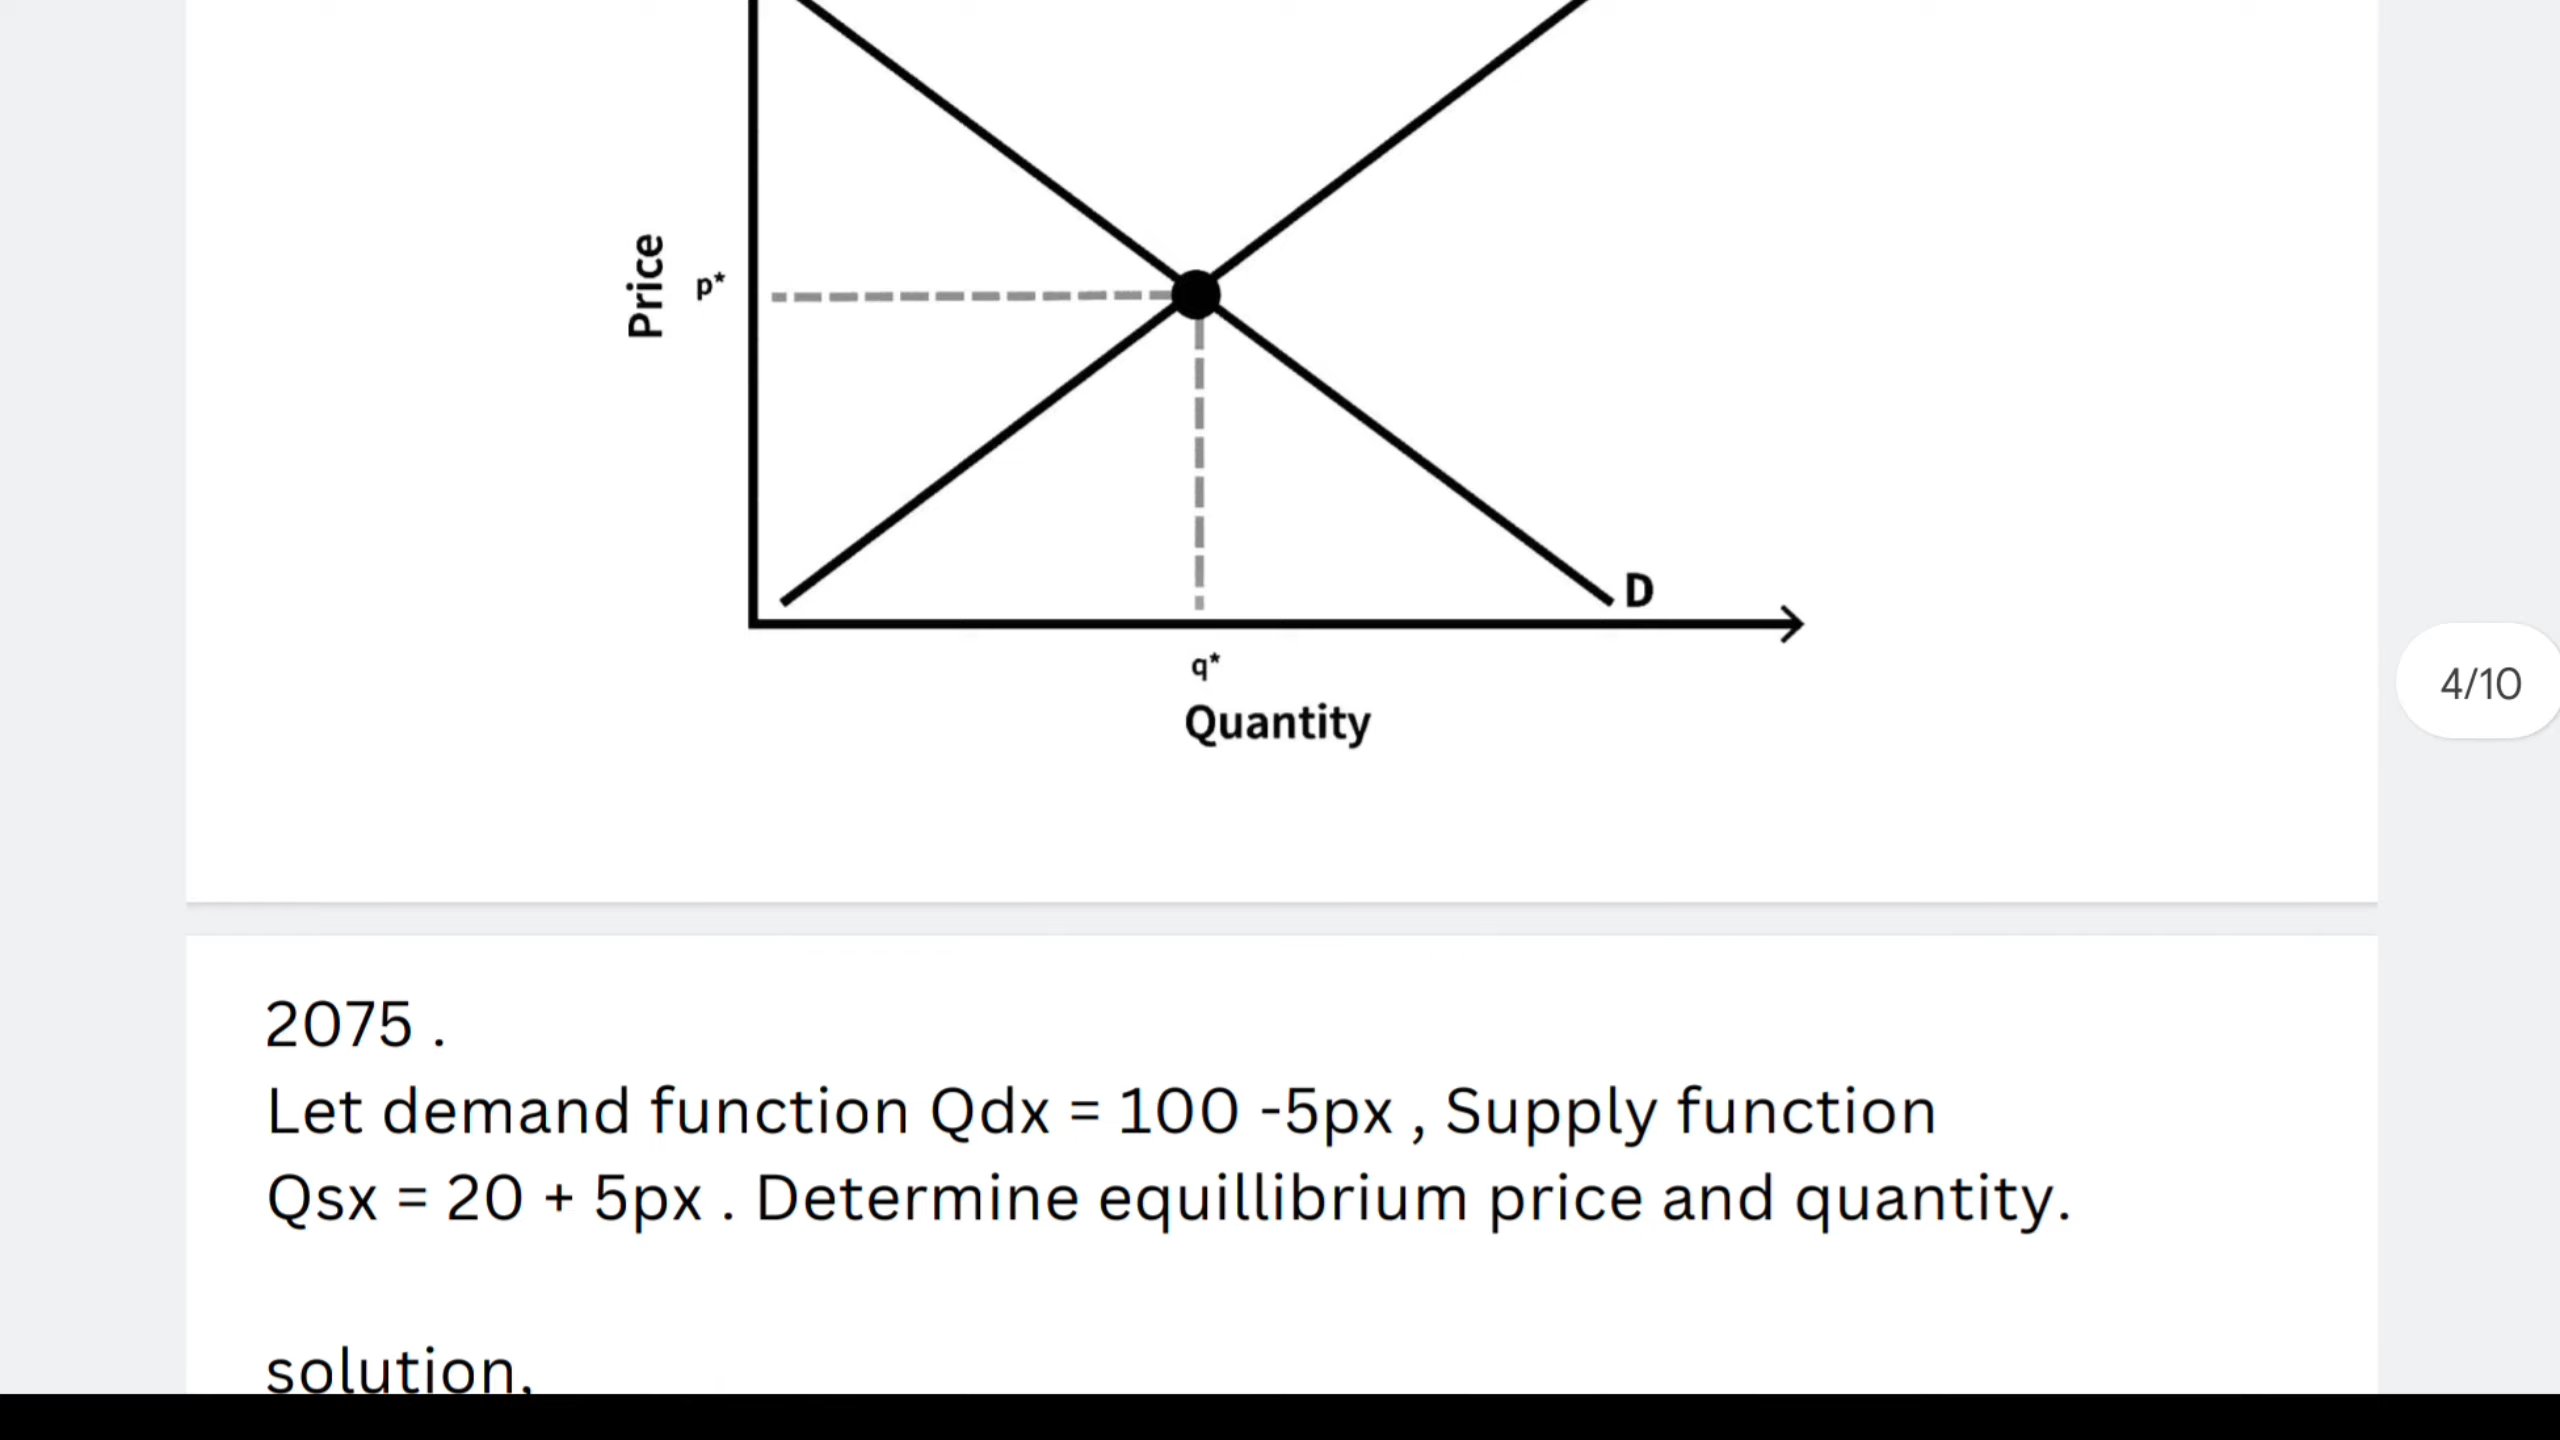 Price
p*
D
q*
Quantity
4/10
2075 .
Let demand function Qdx = 100 -5px , Supply function
Qsx = 20 + 5px . Determine equillibrium price and quantity.
solution,